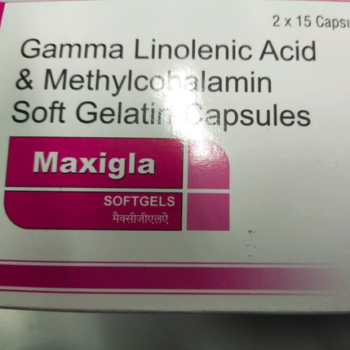 2 x 15 Capsu
Gamma Linolenic Acid
& Methylcobalamin
Soft Gelatin Capsules
Maxigla
SOFTGELS
मैक्सीजीएलऐ